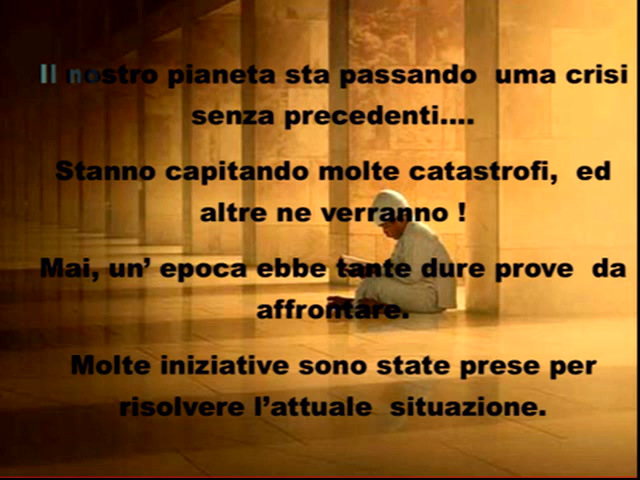 Il nostro pianeta sta passando uma crisi
senza precedenti....
Stanno capitando molte catastrofi, ed
altre ne verranno !
Mai, un’ epoca ebbe tante dure prove da
affrontare.
Molte iniziative sono state prese per
risolvere l’attuale situazione.